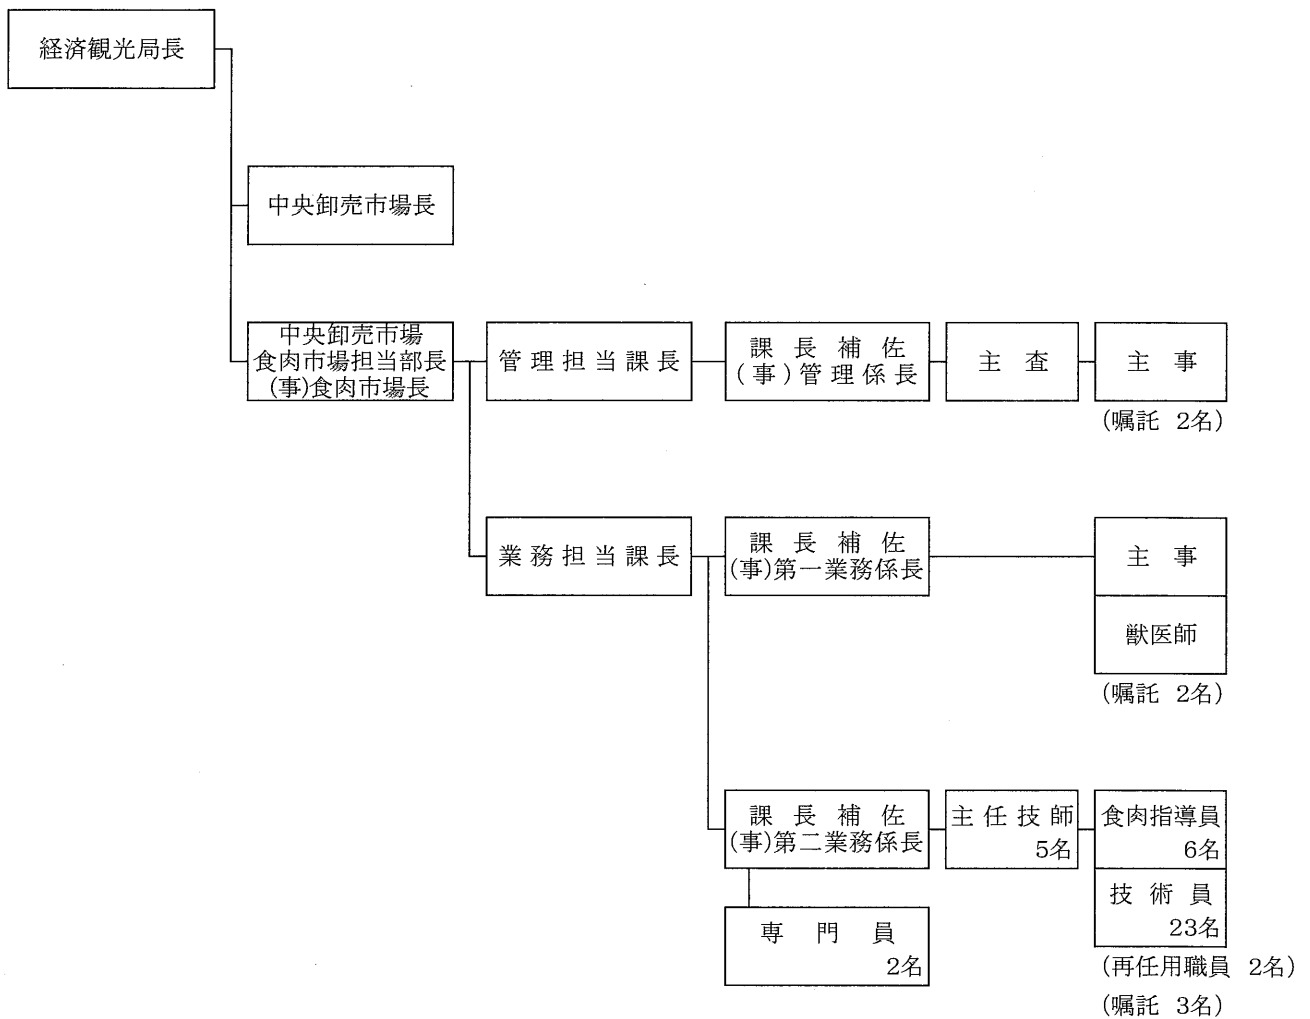 経済観光局長
中央卸売市場長
中央卸売市場
食肉市場担当部長
(事)食肉市場長
管理担当課長
課長補佐
(事)管理係長
主査
主事
(嘱託 2名)
業務担当課長
課長補佐
(事)第一業務係長
主事
獣医師
(嘱託 2名)
課長補佐
(事)第二業務係長
主任技師
5名
食肉指導員
6名
技術員
23名
専門員
2名
(再任用職員 2名)
(嘱託 3名)